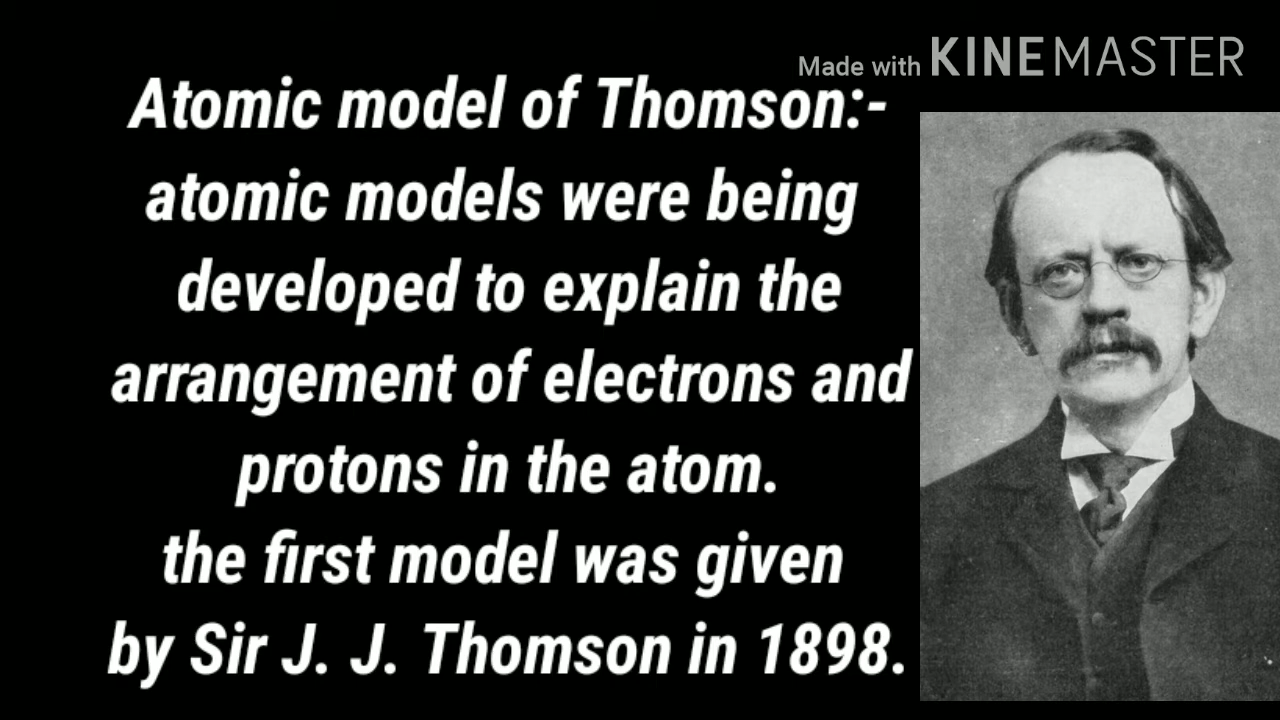 Made with KINEMASTER
Atomic model of Thomson:-
atomic models were being
developed to explain the
arrangement of electrons and
protons in the atom.
the first model was given
by Sir J. J. Thomson in 1898.